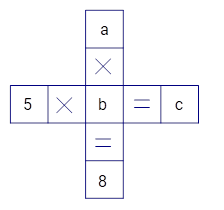 a
×
5 × b = c
=
8